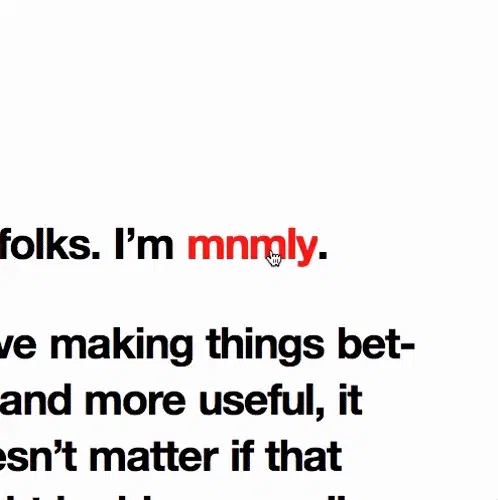 folks. I’m mnmly.
ve making things bet-
and more useful, it
esn’t matter if that